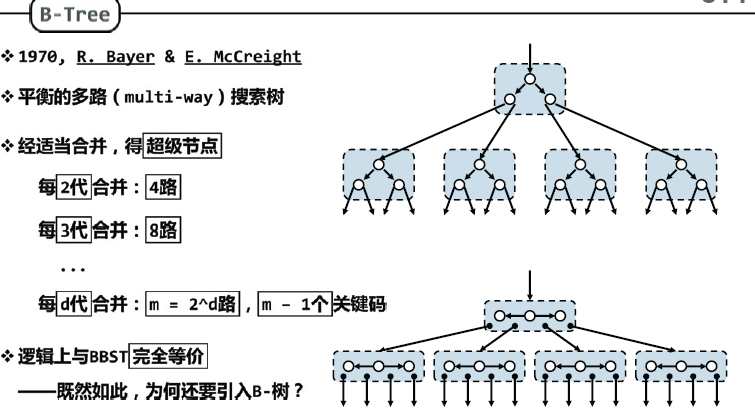 B-Tree
❖ 1970, R. Bayer & E. McCreight
❖ 平衡的多路（multi-way）搜索树
❖ 经适当合并，得超级节点
每2代合并：4路
每3代合并：8路
...
每d代合并：m = 2^d路，m - 1个关键码
❖ 逻辑上与BBST完全等价
——既然如此，为何还要引入B-树？